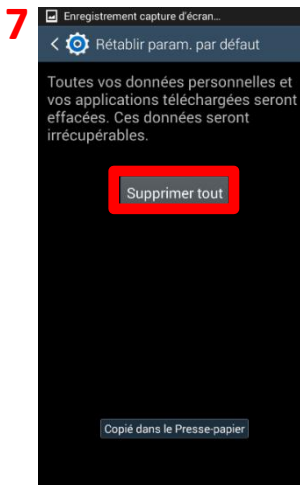 7
Enregistrement capture d'écran...
Rétablir param. par défaut
Toutes vos données personnelles et
vos applications téléchargées seront
effacées. Ces données seront
irrécupérables.
Supprimer tout
Copié dans le Presse-papier